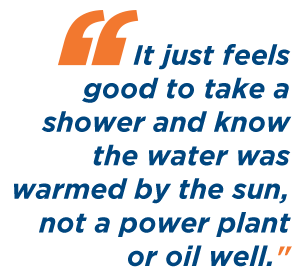 “It just feels
good to take a
shower and know
the water was
warmed by the sun,
not a power plant
or oil well."